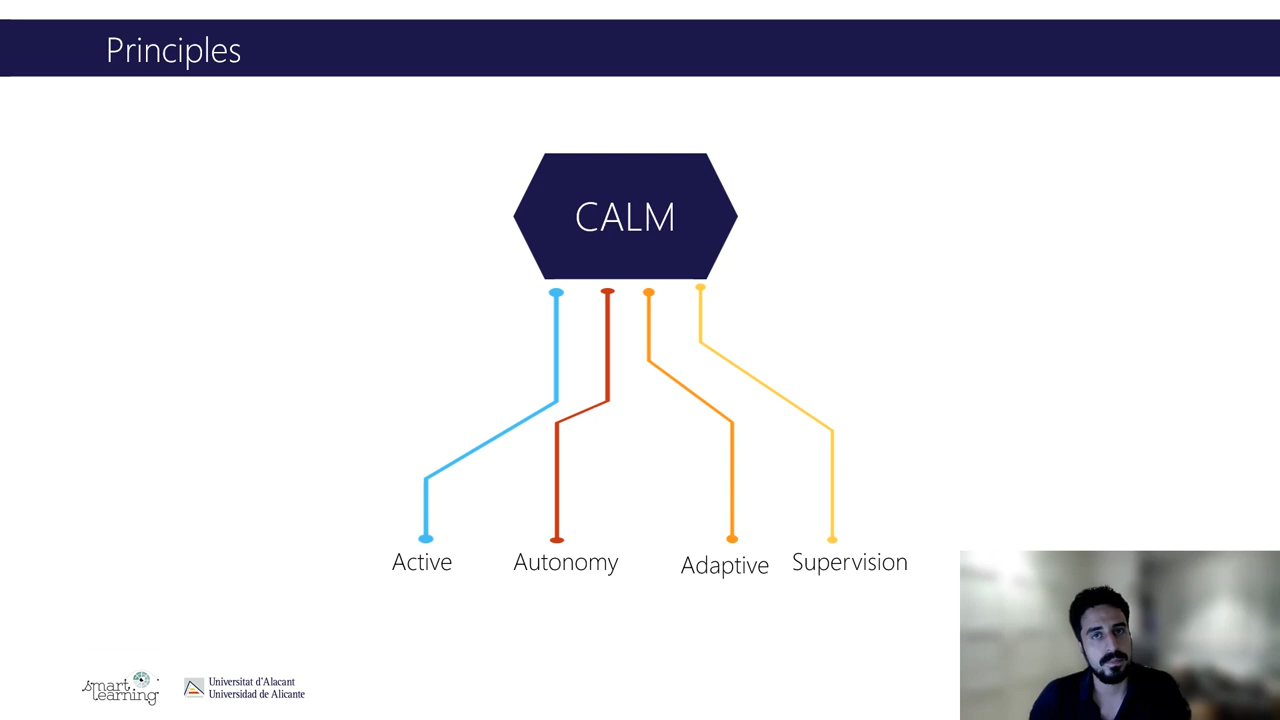 Principles
CALM
Active
Autonomy
Adaptive
Supervision
smart
learning
Universitat d'Alacant
Universidad de Alicante